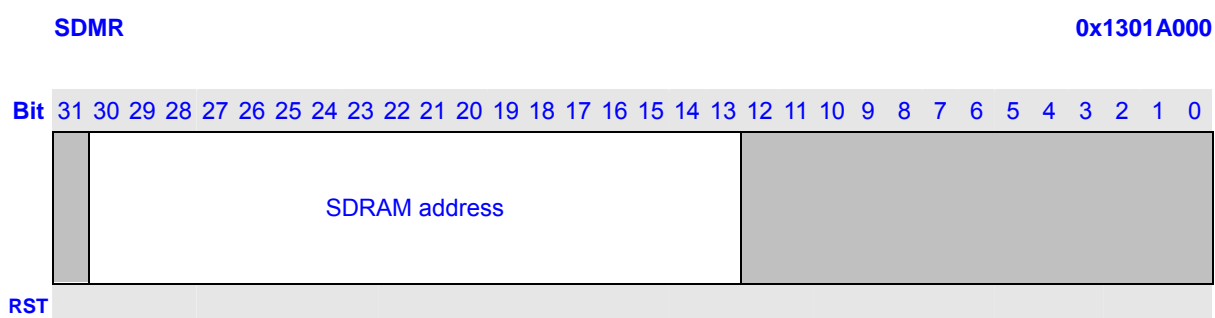 SDMR 0x1301A000
Bit 31 30 29 28 27 26 25 24 23 22 21 20 19 18 17 16 15 14 13 12 11 10 9 8 7 6 5 4 3 2 1 0
SDRAM address
RST